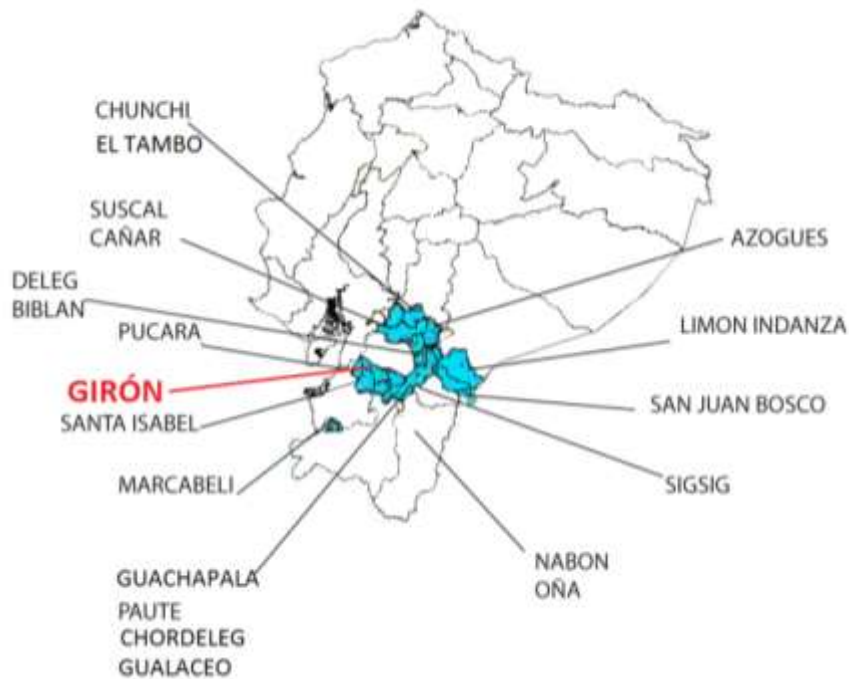 CHUNCHI
EL TAMBO
SUSCAL
CAÑAR
DELEG
BIBLAN
PUCARA
GIRÓN
SANTA ISABEL
MARCABELI
GUACHAPALA
PAUTE
CHORDELEG
GUALACEO
AZOGUES
LIMON INDANZA
SAN JUAN BOSCO
SIGSIG
NABON
OÑA